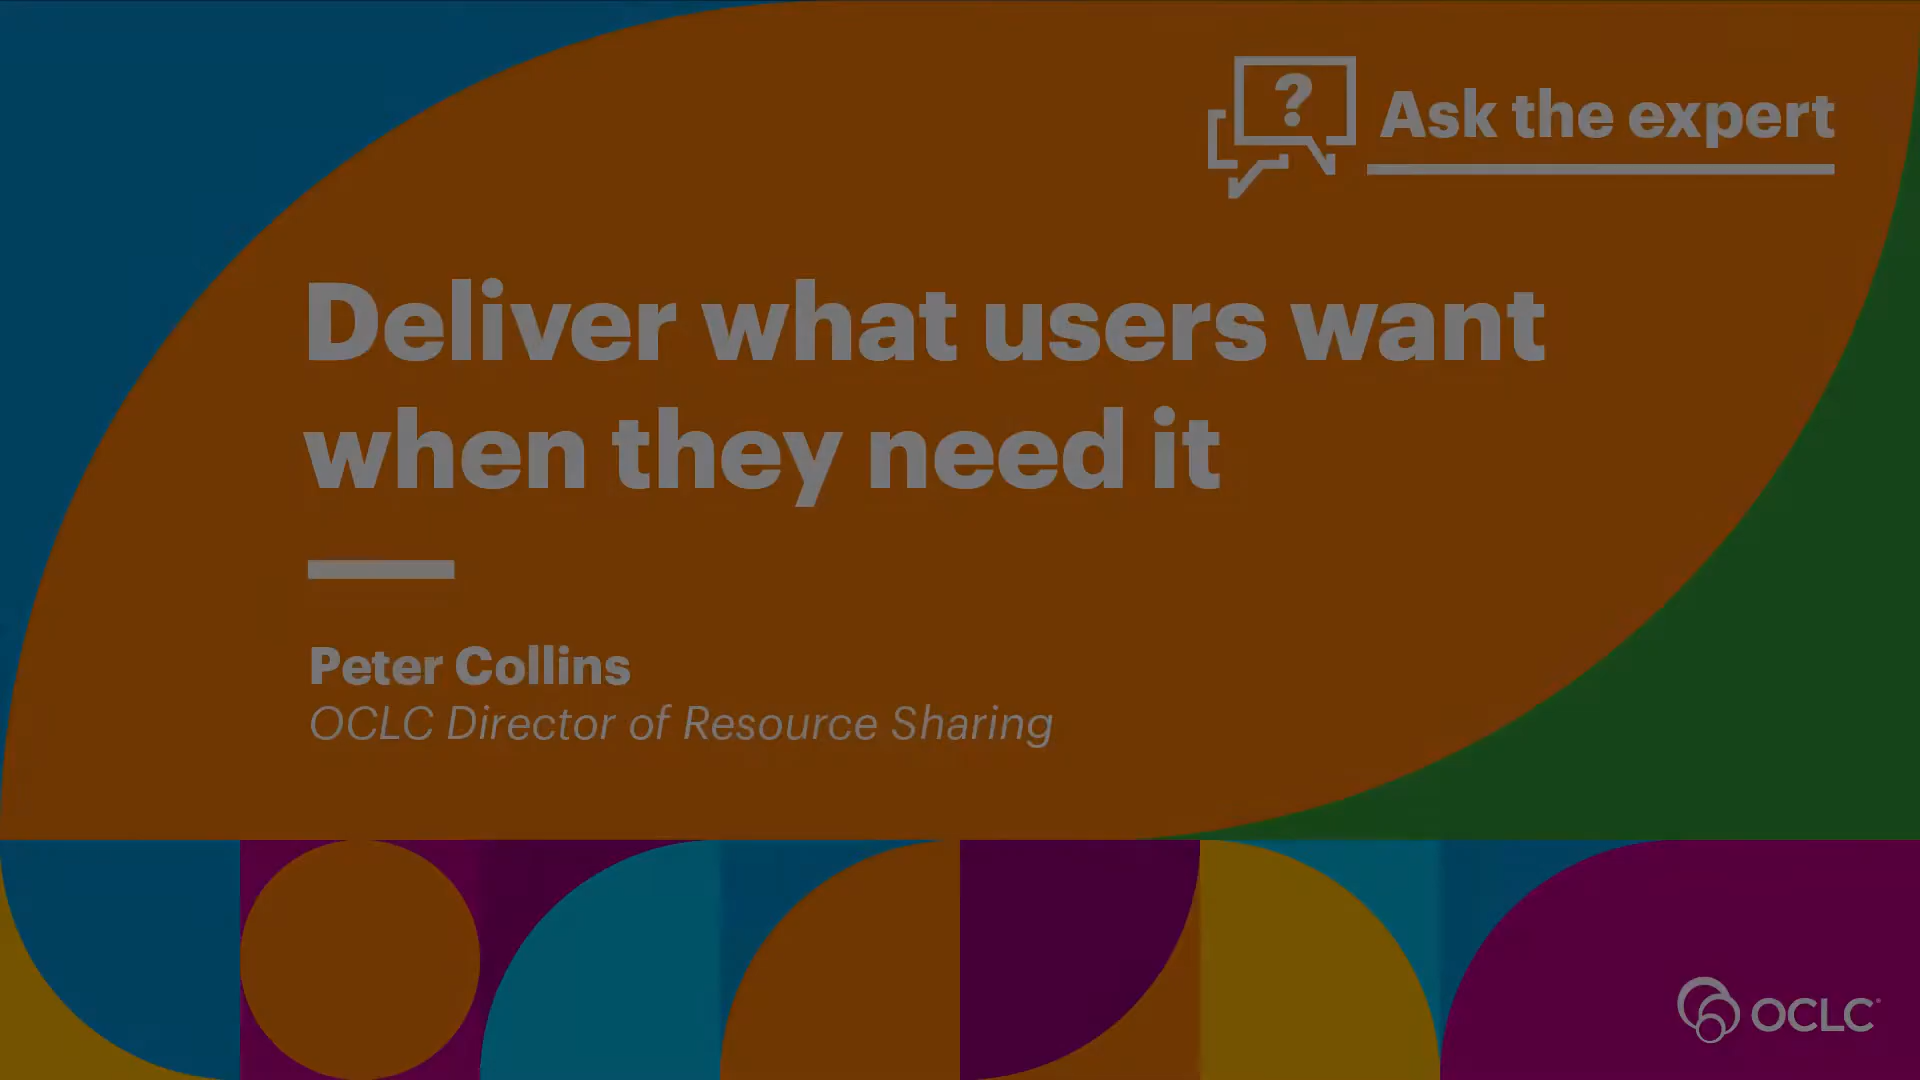 ?
Ask the expert
Deliver what users want
when they need it
Peter Collins
OCLC Director of Resource Sharing
OCLC